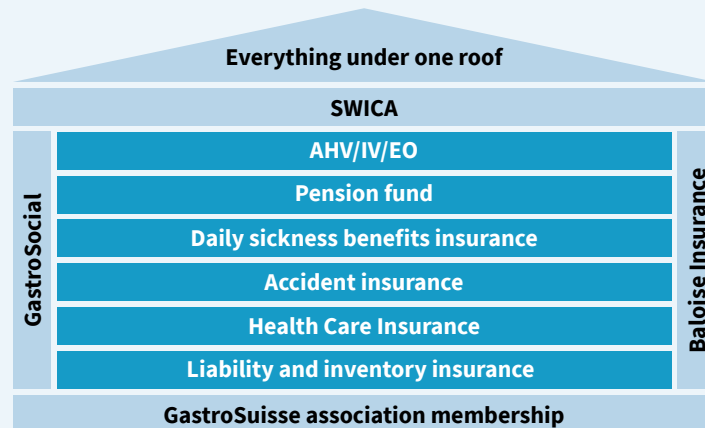 Everything under one roof
SWICA
GastroSocial
AHV/IV/EO
Pension fund
Daily sickness benefits insurance
Accident insurance
Health Care Insurance
Liability and inventory insurance
Baloise Insurance
GastroSuisse association membership